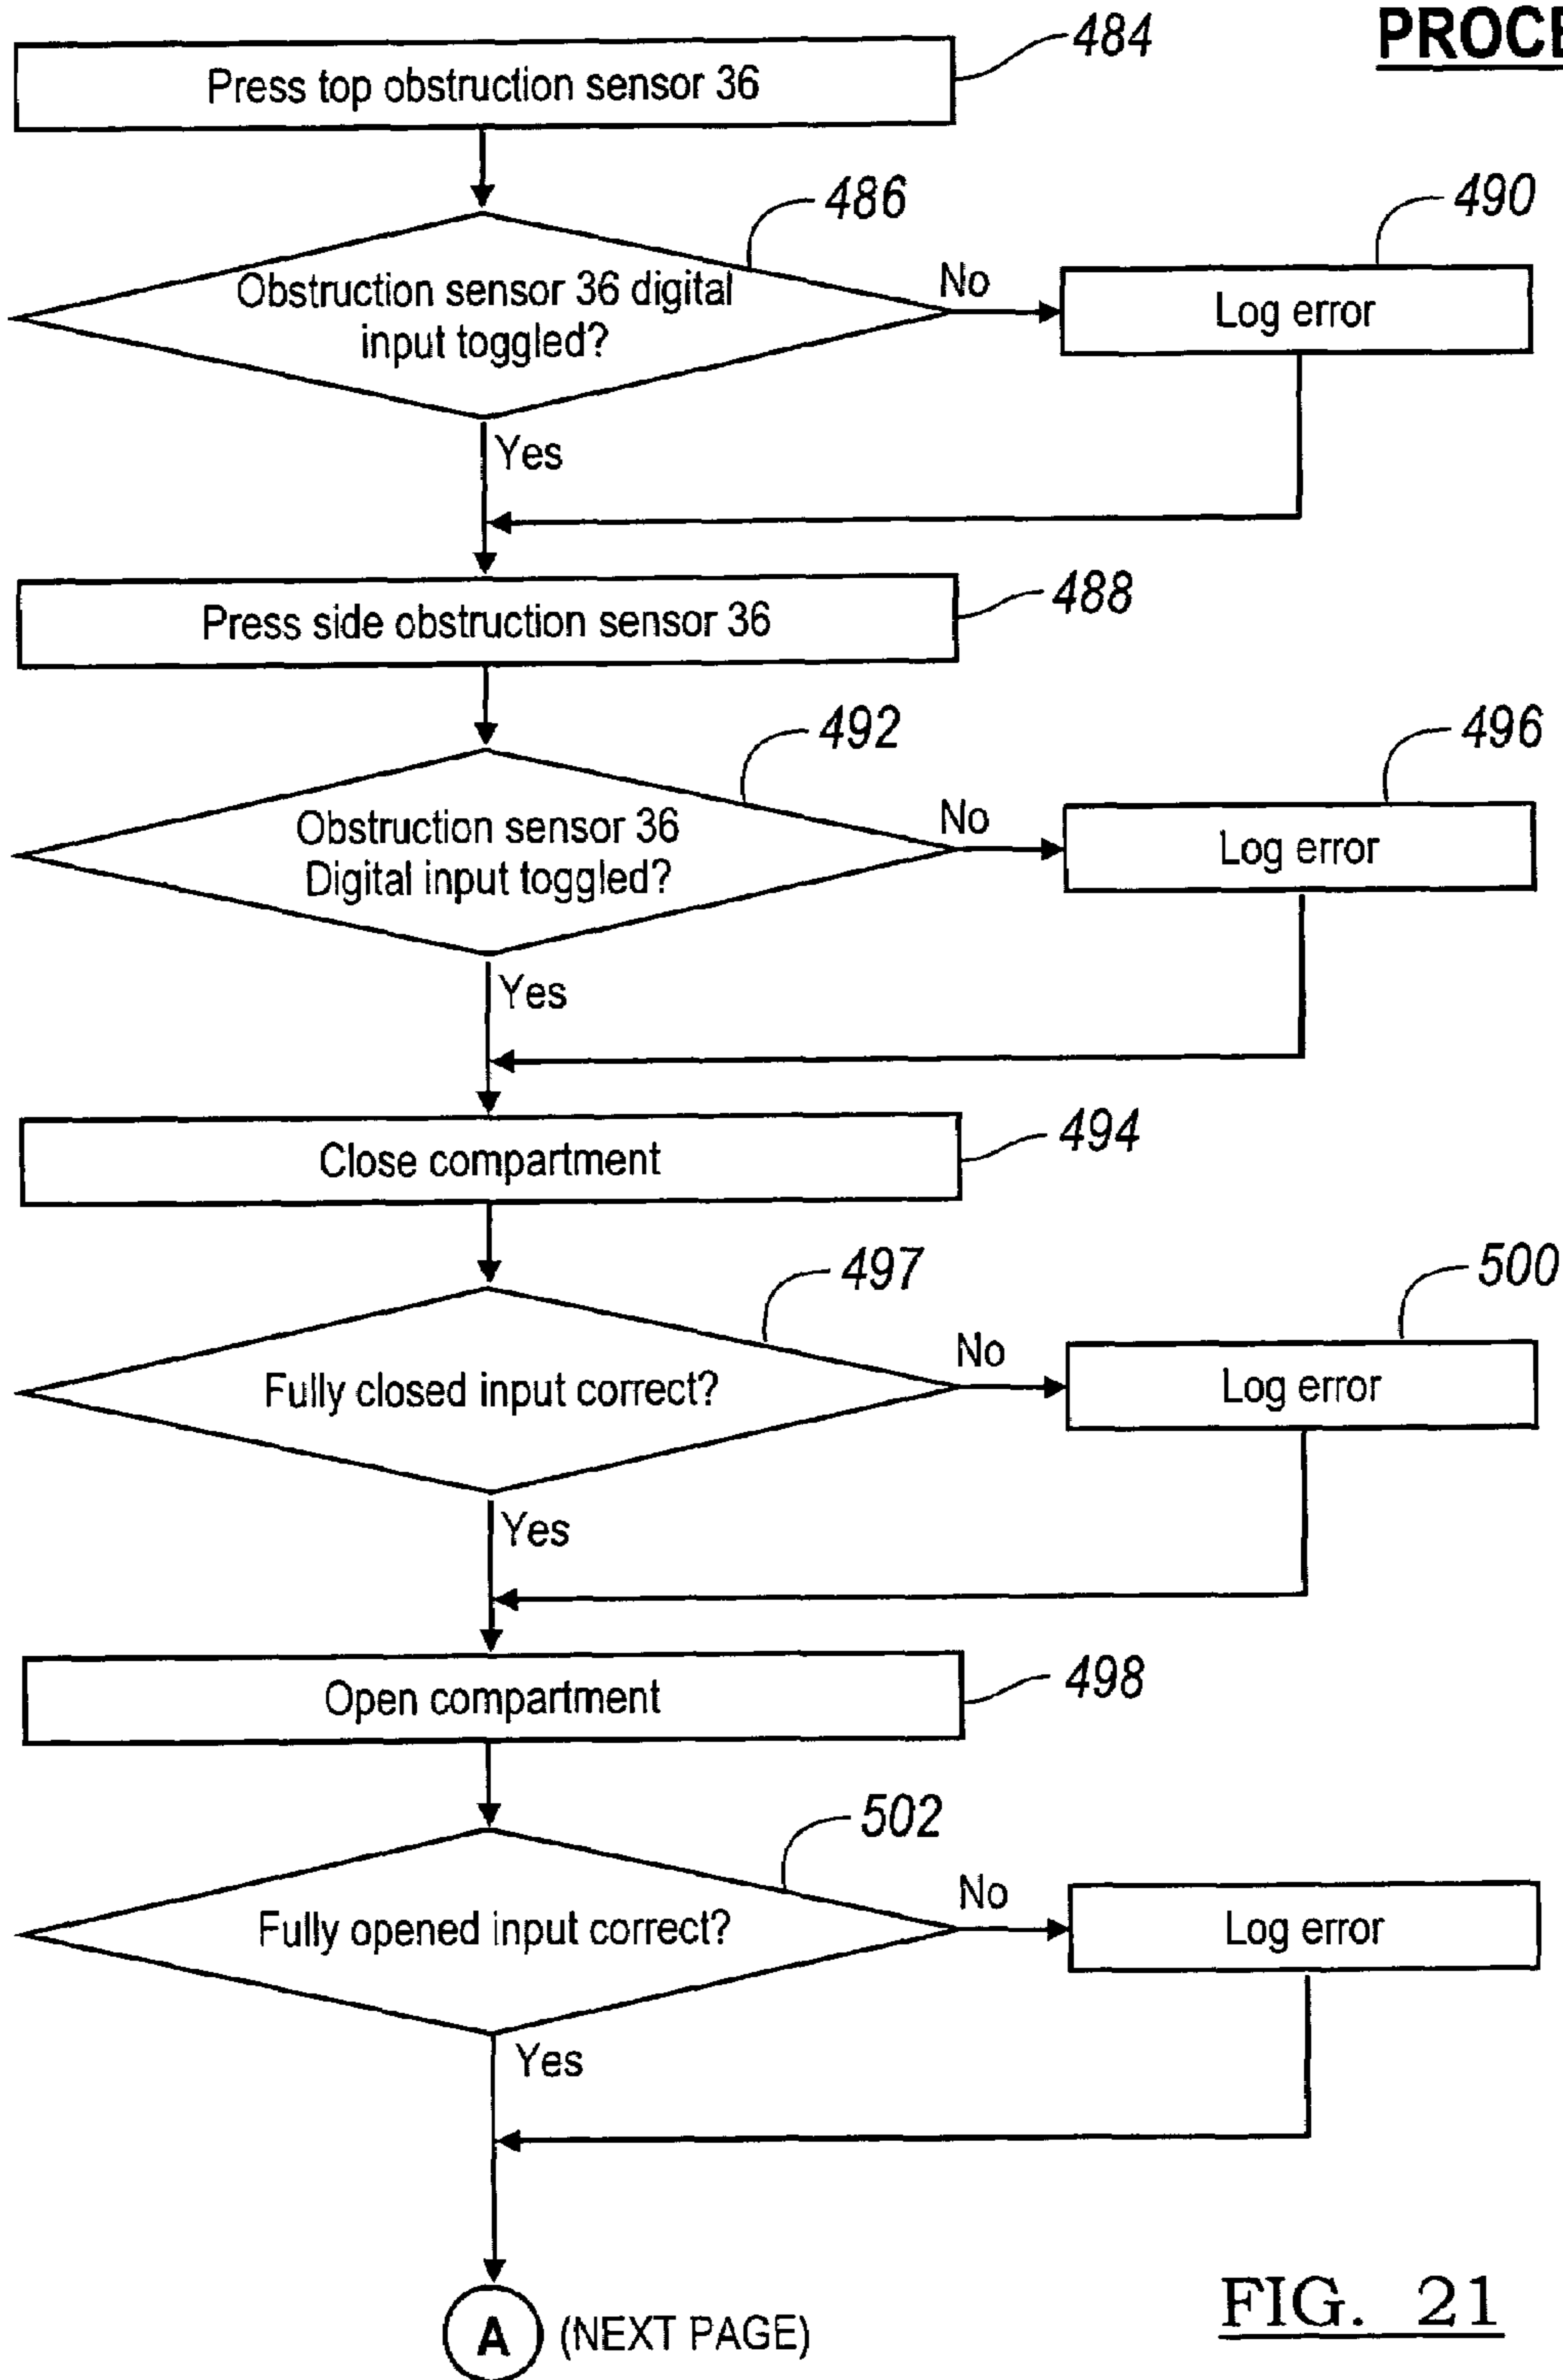 484
Press top obstruction sensor 36
486
490
Obstruction sensor 36 digital
input toggled?
No
Log error
Yes
Press side obstruction sensor 36
488
492
496
Obstruction sensor 36
Digital input toggled?
No
Log error
Yes
Close compartment
494
497
500
Fully closed input correct?
No
Log error
Yes
Open compartment
498
502
Fully opened input correct?
No
Log error
Yes
A (NEXT PAGE)
FIG. 21